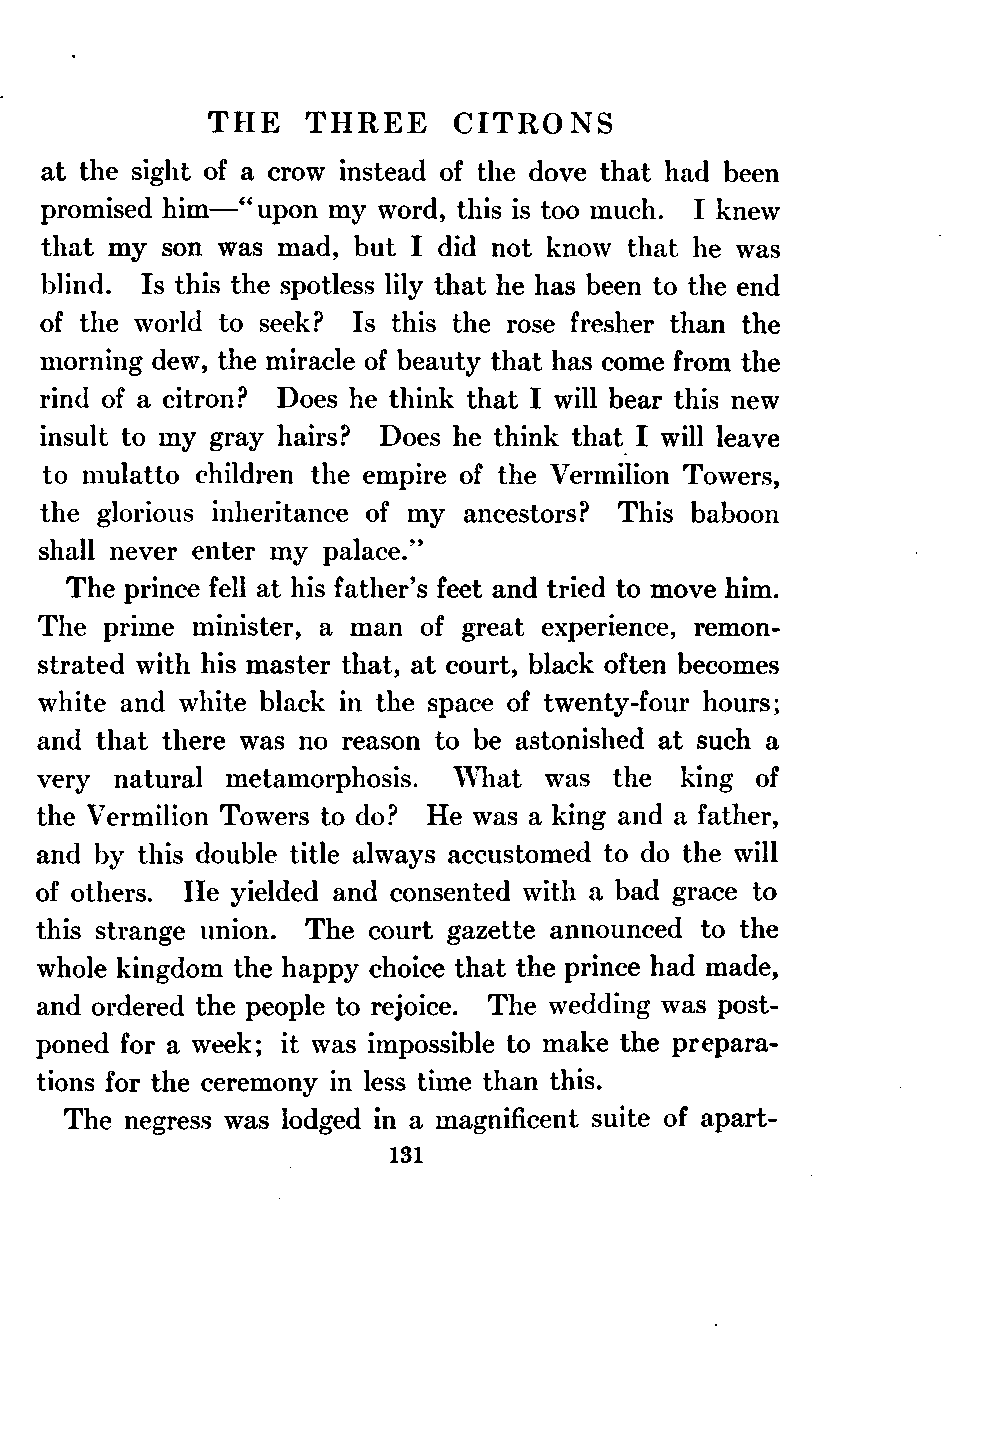 THE THREE CITRONS
at the sight of a crow instead of the dove that had been
promised him—“upon my word, this is too much. I knew
that my son was mad, but I did not know that he was
blind. Is this the spotless lily that he has been to the end
of the world to seek? Is this the rose fresher than the
morning dew, the miracle of beauty that has come from the
rind of a citron? Does he think that I will bear this new
insult to my gray hairs? Does he think that I will leave
to mulatto children the empire of the Vermilion Towers,
the glorious inheritance of my ancestors? This baboon
shall never enter my palace.”
The prince fell at his father's feet and tried to move him.
The prime minister, a man of great experience, remon-
strated with his master that, at court, black often becomes
white and white black in the space of twenty-four hours;
and that there was no reason to be astonished at such a
very natural metamorphosis. What was the king of
the Vermilion Towers to do? He was a king and a father,
and by this double title always accustomed to do the will
of others. He yielded and consented with a bad grace to
this strange union. The court gazette announced to the
whole kingdom the happy choice that the prince had made,
and ordered the people to rejoice. The wedding was post-
poned for a week; it was impossible to make the prepara-
tions for the ceremony in less time than this.
The negress was lodged in a magnificent suite of apart-
131